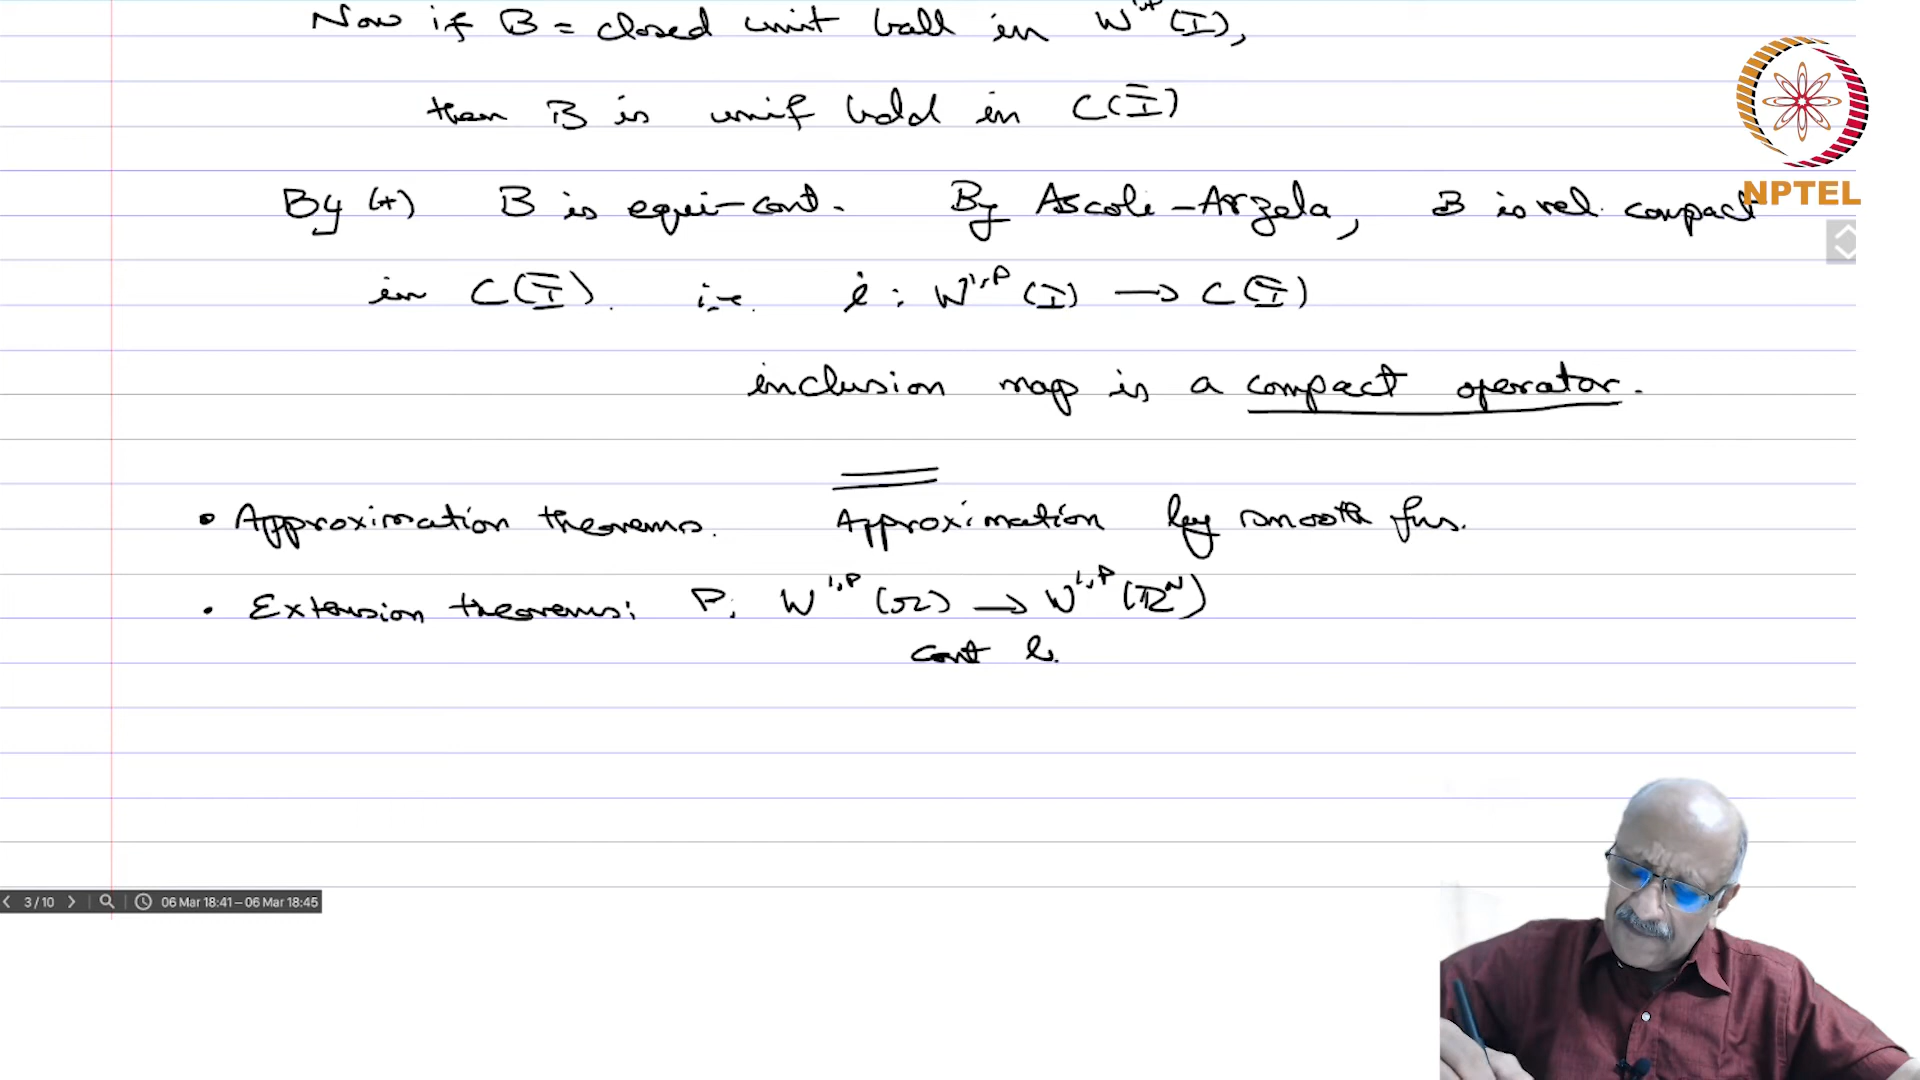 Now if B = closed unit ball in W^{1,p}(I),
then B is unif bdd in C(Ī)
By (*) B is equi-cont. By Ascoli-Arzela, B is rel. compact
in C(Ī). i.e. i : W^{1,p}(I) → C(Ī)
inclusion map is a compact operator.
• Approximation theorems. Approximation by smooth fns.
• Extension theorems: P: W^{1,p}(Ω) → W^{1,p}(ℝ^N)
cont l.
NPTEL
3 / 10 06 Mar 18:41 – 06 Mar 18:45